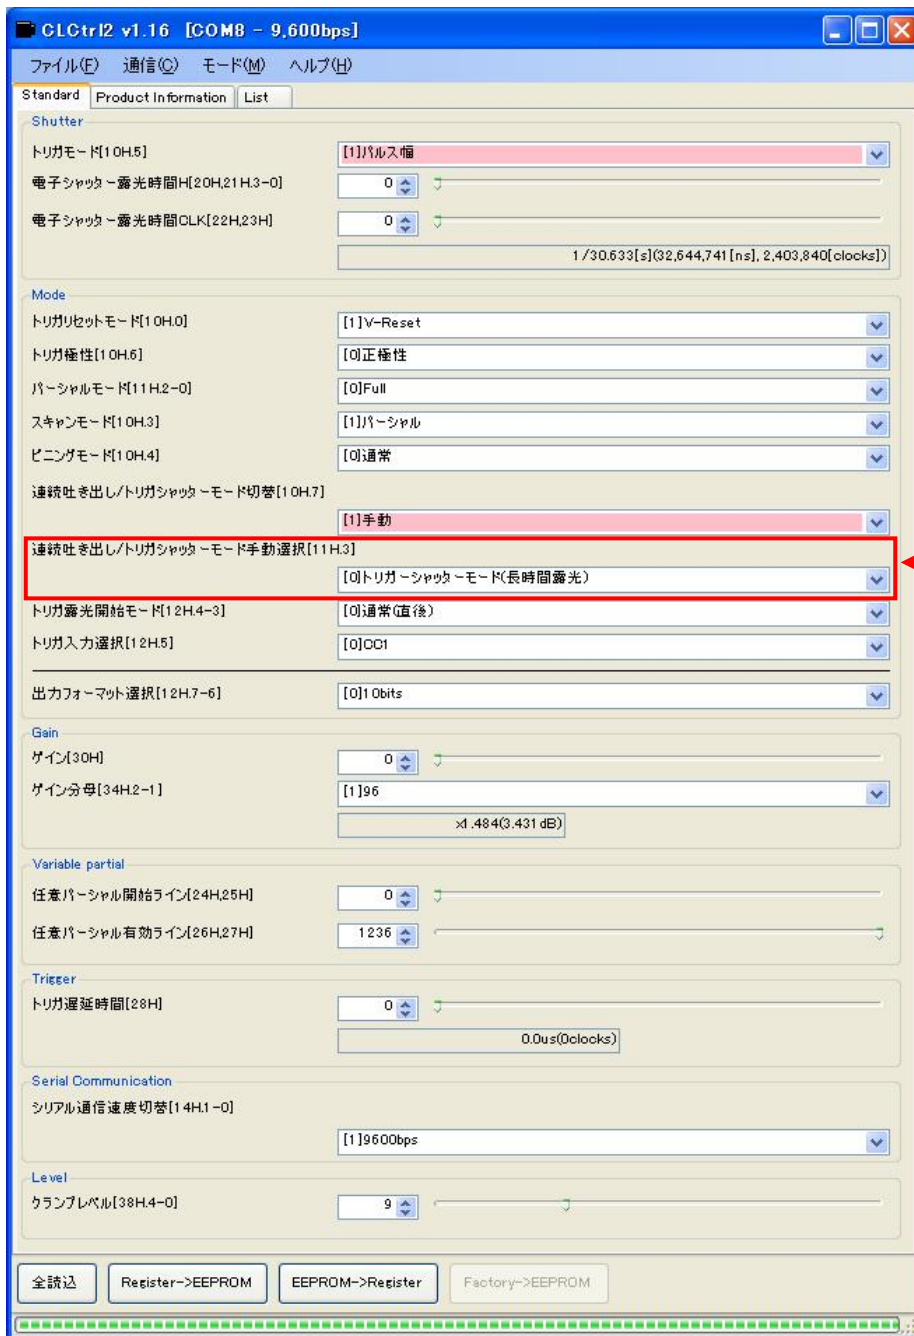 CLCtrl2 v1.16 [COM8 - 9,600bps]
ファイル(F) 通信(C) モード(M) ヘルプ(H)
Standard Product Information List
Shutter
トリガモード[10H.5] [1]パルス幅
電子シャッター露光時間H[20H,21H.3-0] 0
電子シャッター露光時間CLK[22H,23H] 0
1/30.633[s](32,644,741[ns], 2,403,840[clocks])
Mode
トリガリセットモード[10H.0] [1]V-Reset
トリガ極性[10H.6] [0]正極性
パーシャルモード[11H.2-0] [0]Full
スキャンモード[10H.3] [1]パーシャル
ビニングモード[10H.4] [0]通常
連続吐き出し/トリガシャッターモード切替[10H.7]
[1]手動
連続吐き出し/トリガシャッターモード手動選択[11H.3]
[0]トリガーシャッターモード(長時間露光)
トリガ露光開始モード[12H.4-3] [0]通常(直後)
トリガ入力選択[12H.5] [0]CC1
出力フォーマット選択[12H.7-6] [0]10bits
Gain
ゲイン[30H] 0
ゲイン分母[34H.2-1] [1]96
x1.484(3.431dB)
Variable partial
任意パーシャル開始ライン[24H,25H] 0
任意パーシャル有効ライン[26H,27H] 1236
Trigger
トリガ遅延時間[28H] 0
0.0us(0clocks)
Serial Communication
シリアル通信速度切替[14H.1-0]
[1]9600bps
Level
クランプレベル[38H.4-0] 9
全読込 Register->EEPROM EEPROM->Register Factory->EEPROM